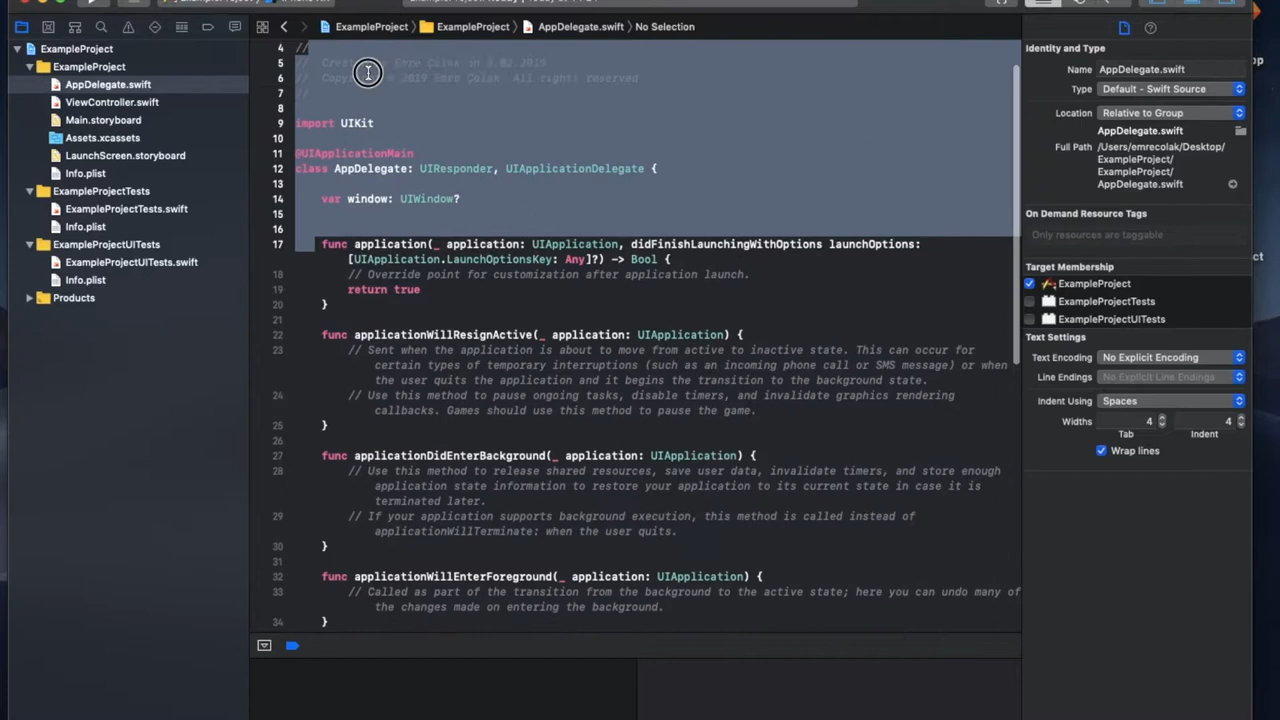 ExampleProject
ExampleProject
AppDelegate.swift
No Selection
ExampleProject
ExampleProject
AppDelegate.swift
ViewController.swift
Main.storyboard
Assets.xcassets
LaunchScreen.storyboard
Info.plist
ExampleProjectTests
ExampleProjectTests.swift
Info.plist
ExampleProjectUITests
ExampleProjectUITests.swift
Info.plist
Products
4 //
5 // Emre Çolak on 3.02.2019
6 // 2019 Emre Çolak All right reserved
7 //
8
9 import UIKit
10
11 @UIApplicationMain
12 class AppDelegate: UIResponder, UIApplicationDelegate {
13
14 var window: UIWindow?
15
16
17 func application(_ application: UIApplication, didFinishLaunchingWithOptions launchOptions:
[UIApplication.LaunchOptionsKey: Any]?) -> Bool {
18 // Override point for customization after application launch.
19 return true
20 }
21
22 func applicationWillResignActive(_ application: UIApplication) {
23 // Sent when the application is about to move from active to inactive state. This can occur for
certain types of temporary interruptions (such as an incoming phone call or SMS message) or when
the user quits the application and it begins the transition to the background state.
24 // Use this method to pause ongoing tasks, disable timers, and invalidate graphics rendering
callbacks. Games should use this method to pause the game.
25 }
26
27 func applicationDidEnterBackground(_ application: UIApplication) {
28 // Use this method to release shared resources, save user data, invalidate timers, and store enough
application state information to restore your application to its current state in case it is
terminated later.
29 // If your application supports background execution, this method is called instead of
applicationWillTerminate: when the user quits.
30 }
31
32 func applicationWillEnterForeground(_ application: UIApplication) {
33 // Called as part of the transition from the background to the active state; here you can undo many of
the changes made on entering the background.
34 }
Identity and Type
Name AppDelegate.swift
Type Default - Swift Source
Location Relative to Group
AppDelegate.swift
Full Path /Users/emrecolak/Desktop/
ExampleProject/
ExampleProject/
AppDelegate.swift
On Demand Resource Tags
Only resources are taggable
Target Membership
ExampleProject
ExampleProjectTests
ExampleProjectUITests
Text Settings
Text Encoding No Explicit Encoding
Line Endings No Explicit Line Endings
Indent Using Spaces
Widths 4 4
Tab Indent
Wrap lines